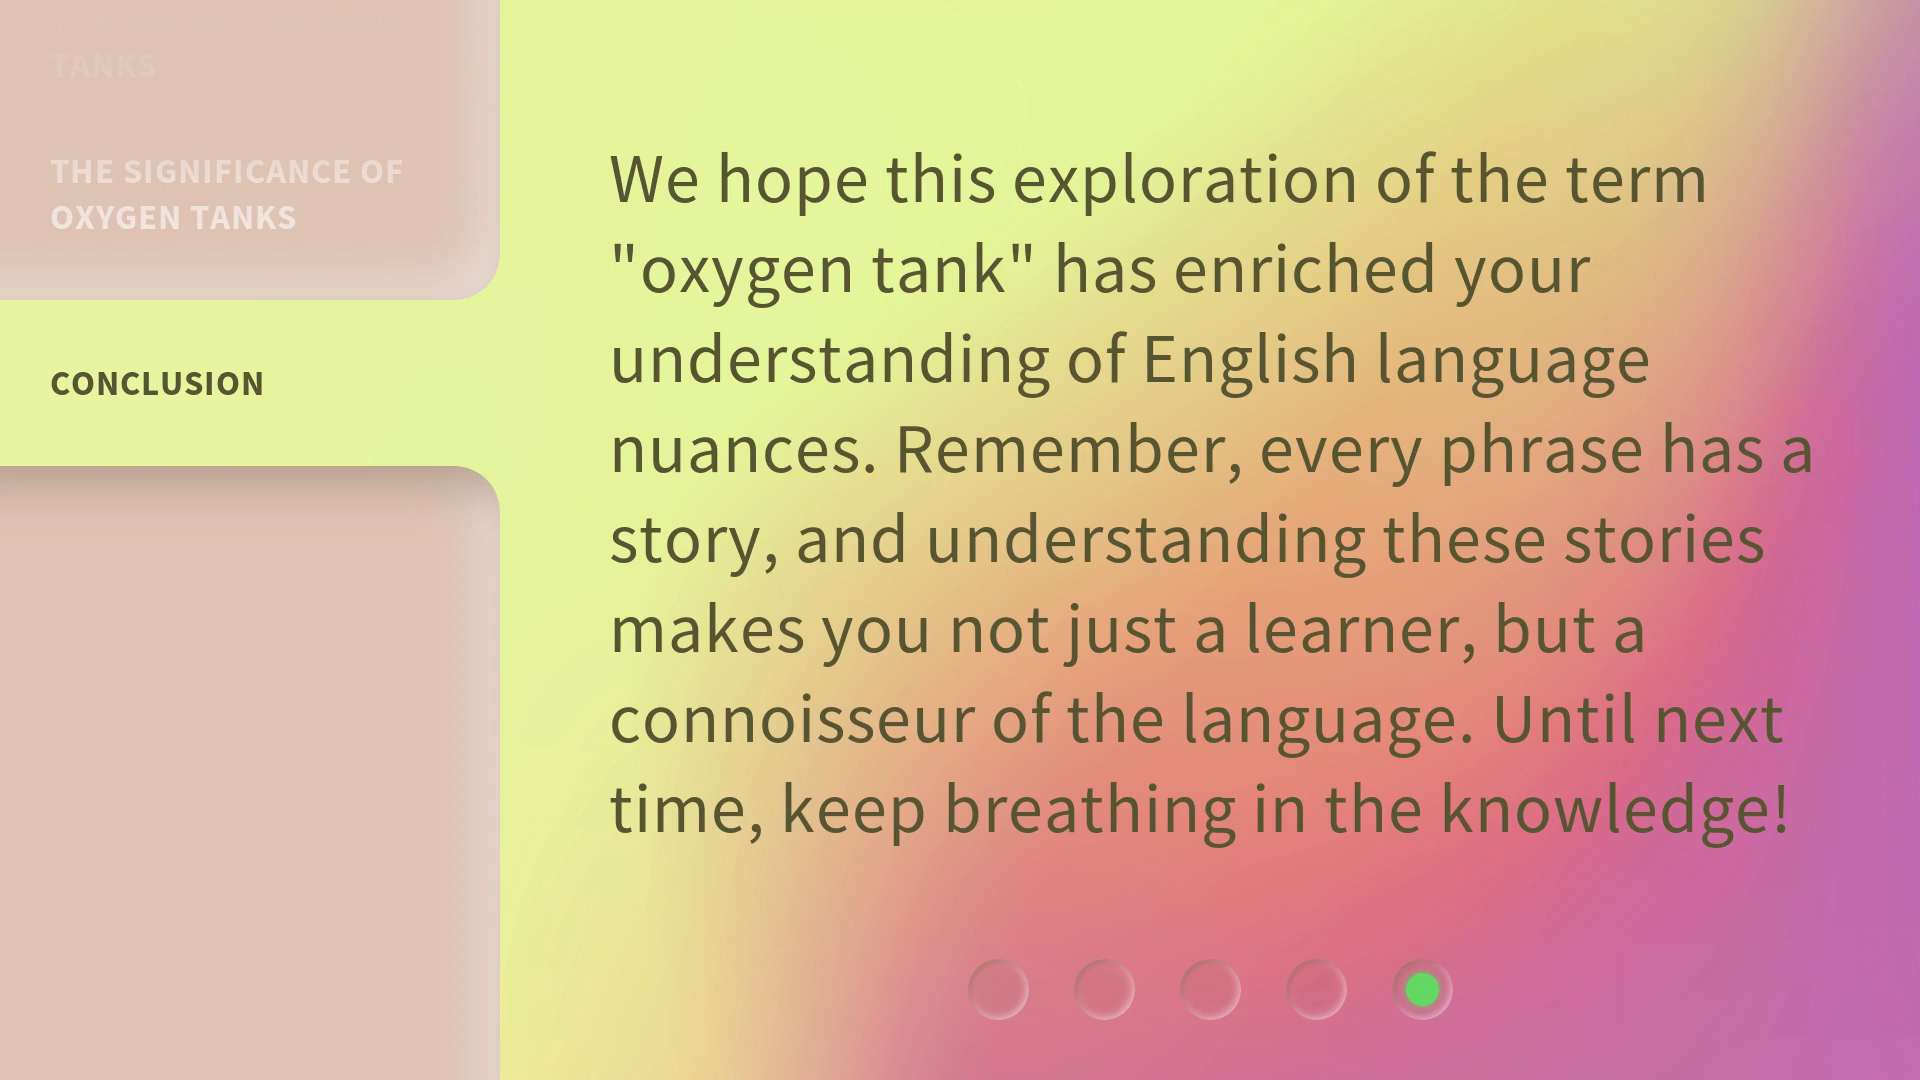 TANKS
THE SIGNIFICANCE OF
OXYGEN TANKS
CONCLUSION
We hope this exploration of the term
"oxygen tank" has enriched your
understanding of English language
nuances. Remember, every phrase has a
story, and understanding these stories
makes you not just a learner, but a
connoisseur of the language. Until next
time, keep breathing in the knowledge!